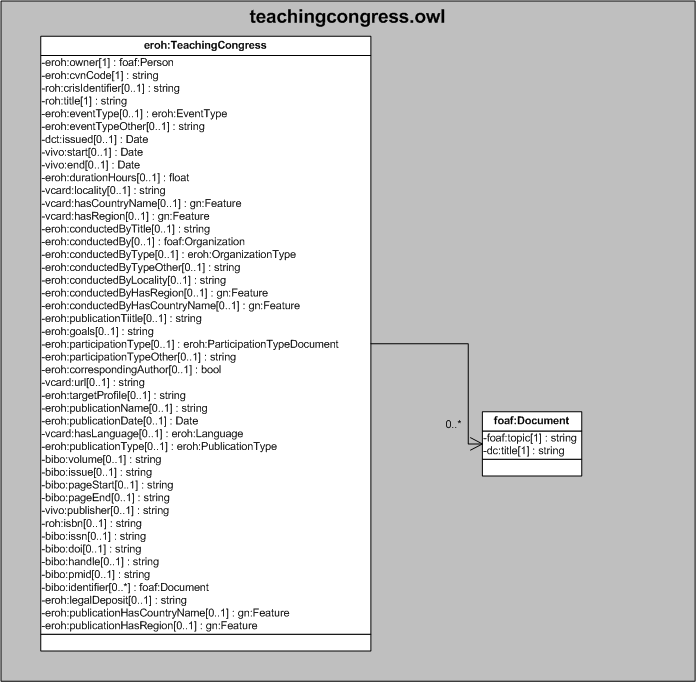 teachingcongress.owl
eroh:TeachingCongress
-eroh:owner[1] : foaf:Person
-eroh:cvnCode[1] : string
-roh:crisIdentifier[0..1] : string
-roh:title[1] : string
-eroh:eventType[0..1] : eroh:EventType
-eroh:eventTypeOther[0..1] : string
-dct:issued[0..1] : Date
-vivo:start[0..1] : Date
-vivo:end[0..1] : Date
-eroh:durationHours[0..1] : float
-vcard:locality[0..1] : string
-vcard:hasCountryName[0..1] : gn:Feature
-vcard:hasRegion[0..1] : gn:Feature
-eroh:conductedByTitle[0..1] : string
-eroh:conductedBy[0..1] : foaf:Organization
-eroh:conductedByType[0..1] : eroh:OrganizationType
-eroh:conductedByTypeOther[0..1] : string
-eroh:conductedByLocality[0..1] : string
-eroh:conductedByHasRegion[0..1] : gn:Feature
-eroh:conductedByHasCountryName[0..1] : gn:Feature
-eroh:publicationTiitle[0..1] : string
-eroh:goals[0..1] : string
-eroh:participationType[0..1] : eroh:ParticipationTypeDocument
-eroh:participationTypeOther[0..1] : string
-eroh:correspondingAuthor[0..1] : bool
-vcard:url[0..1] : string
-eroh:targetProfile[0..1] : string
-eroh:publicationName[0..1] : string
-eroh:publicationDate[0..1] : Date
-vcard:hasLanguage[0..1] : eroh:Language
-eroh:publicationType[0..1] : eroh:PublicationType
-bibo:volume[0..1] : string
-bibo:issue[0..1] : string
-bibo:pageStart[0..1] : string
-bibo:pageEnd[0..1] : string
-vivo:publisher[0..1] : string
-roh:isbn[0..1] : string
-bibo:issn[0..1] : string
-bibo:doi[0..1] : string
-bibo:handle[0..1] : string
-bibo:pmid[0..1] : string
-bibo:identifier[0..*] : foaf:Document
-eroh:legalDeposit[0..1] : string
-eroh:publicationHasCountryName[0..1] : gn:Feature
-eroh:publicationHasRegion[0..1] : gn:Feature
0..*
foaf:Document
-foaf:topic[1] : string
-dc:title[1] : string